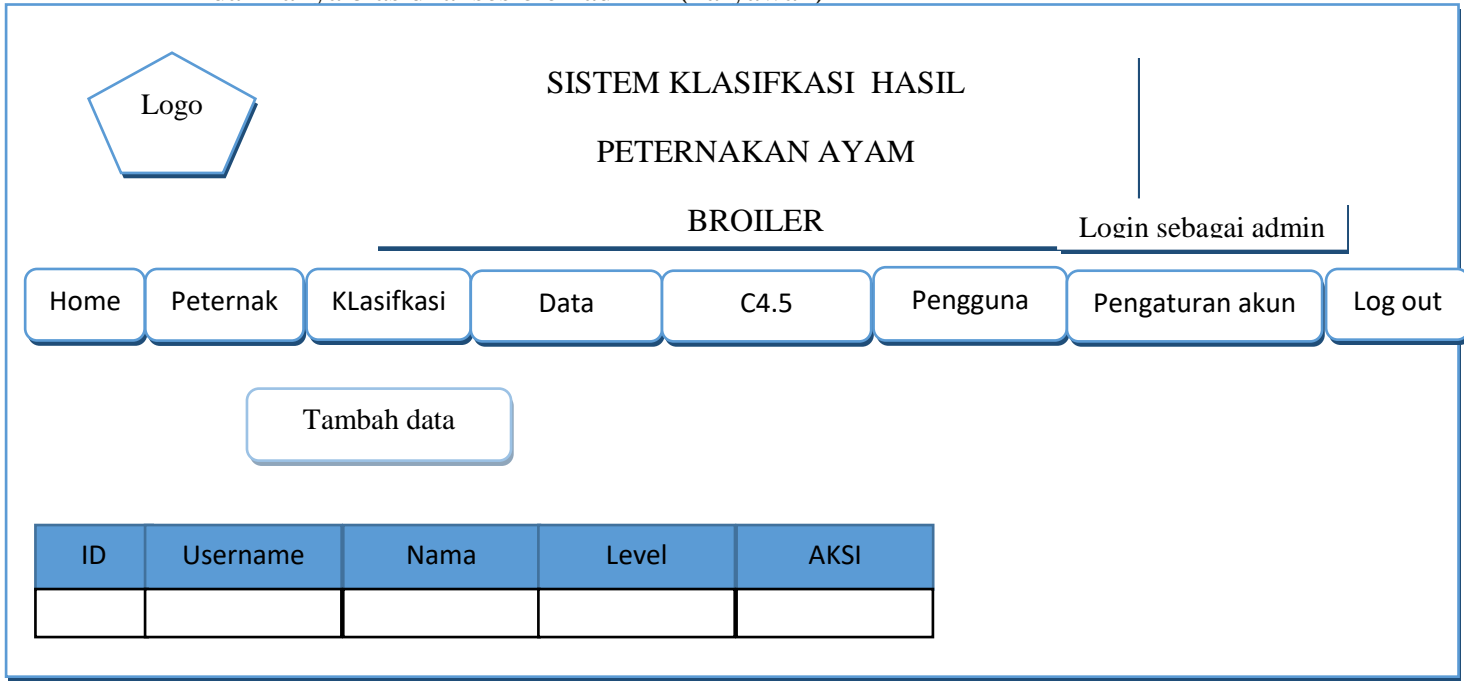 Logo
SISTEM KLASIFKASI HASIL
PETERNAKAN AYAM
BROILER
Login sebagai admin
Home Peternak KLasifkasi Data C4.5 Pengguna Pengaturan akun Log out
Tambah data
ID Username Nama Level AKSI